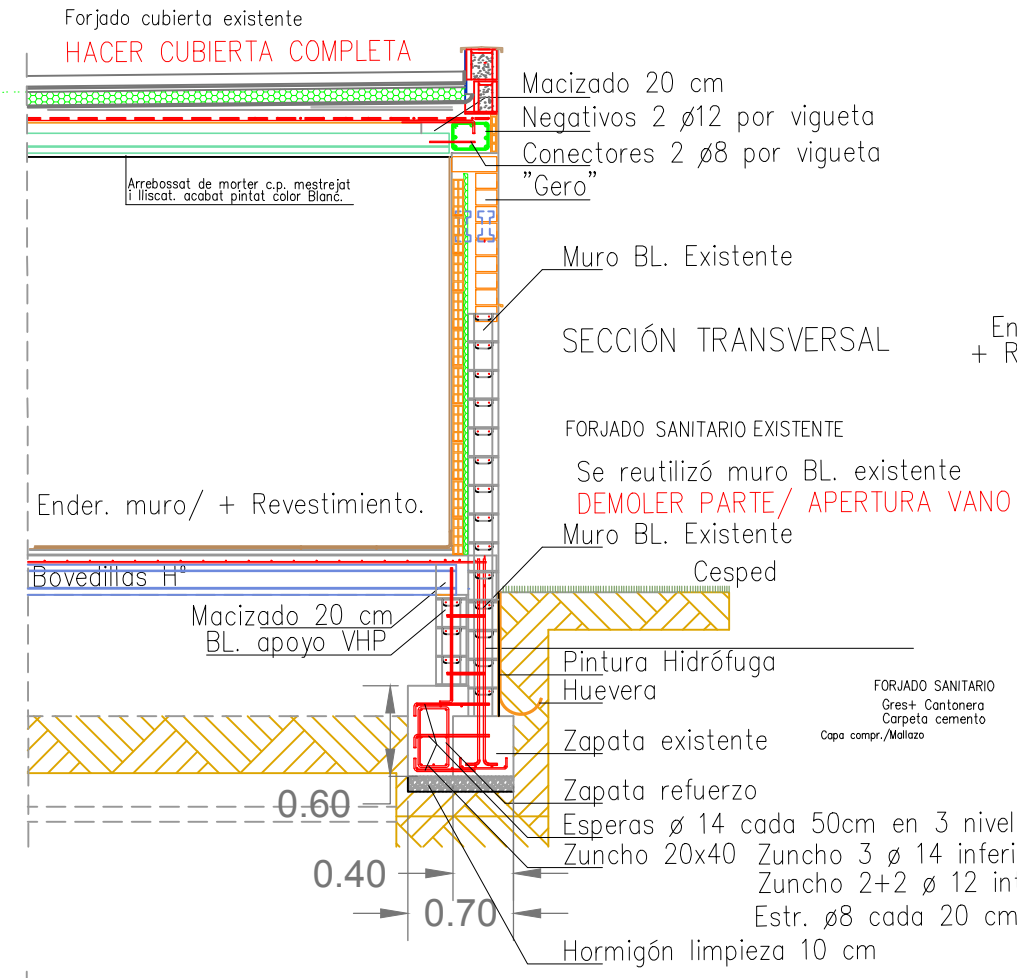 Forjado cubierta existente
HACER CUBIERTA COMPLETA
Macizado 20 cm
Negativos 2 ø12 por vigueta
Conectores 2 ø8 por vigueta
"Gero"
Arrebossat de morter c.p. mestrejat
i lliscat. acabat pintat color Blanc.
Muro BL. Existente
SECCIÓN TRANSVERSAL
En
+ R
FORJADO SANITARIO EXISTENTE
Se reutilizó muro BL. existente
DEMOLER PARTE/ APERTURA VANO
Ender. muro/ + Revestimiento.
Muro BL. Existente
Cesped
Bovedillas Hº
Macizado 20 cm
BL. apoyo VHP
Pintura Hidrófuga
Huevera
FORJADO SANITARIO
Gres+ Cantonera
Carpeta cemento
Capa compr./Mallazo
Zapata existente
Zapata refuerzo
0.60
Esperas ø 14 cada 50cm en 3 nivel
Zuncho 20x40 Zuncho 3 ø 14 inferi
Zuncho 2+2 ø 12 inf
0.40
Estr. ø8 cada 20 cm
0.70
Hormigón limpieza 10 cm